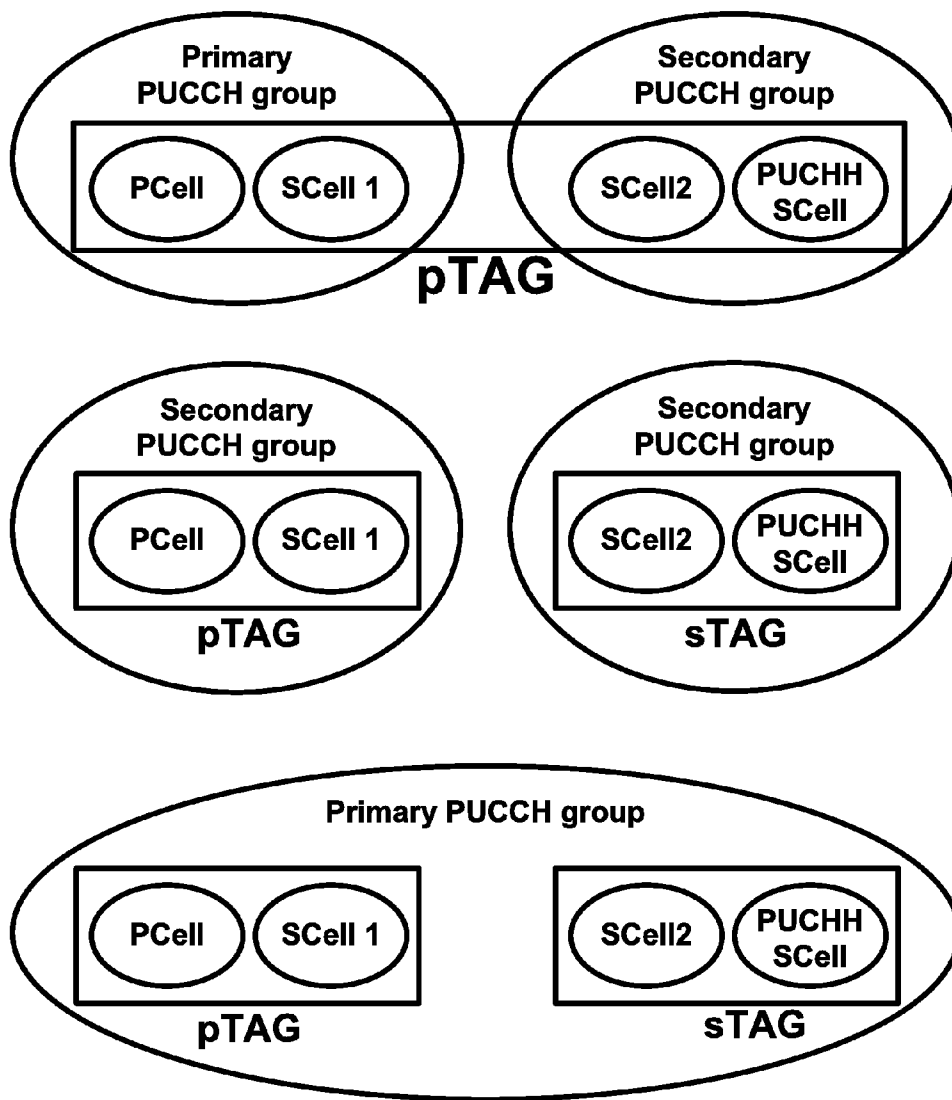 Primary
PUCCH group
Secondary
PUCCH group
PCell
SCell 1
SCell2
PUCHH
SCell
pTAG
Secondary
PUCCH group
Secondary
PUCCH group
PCell
SCell 1
SCell2
PUCHH
SCell
pTAG
sTAG
Primary PUCCH group
PCell
SCell 1
SCell2
PUCHH
SCell
pTAG
sTAG